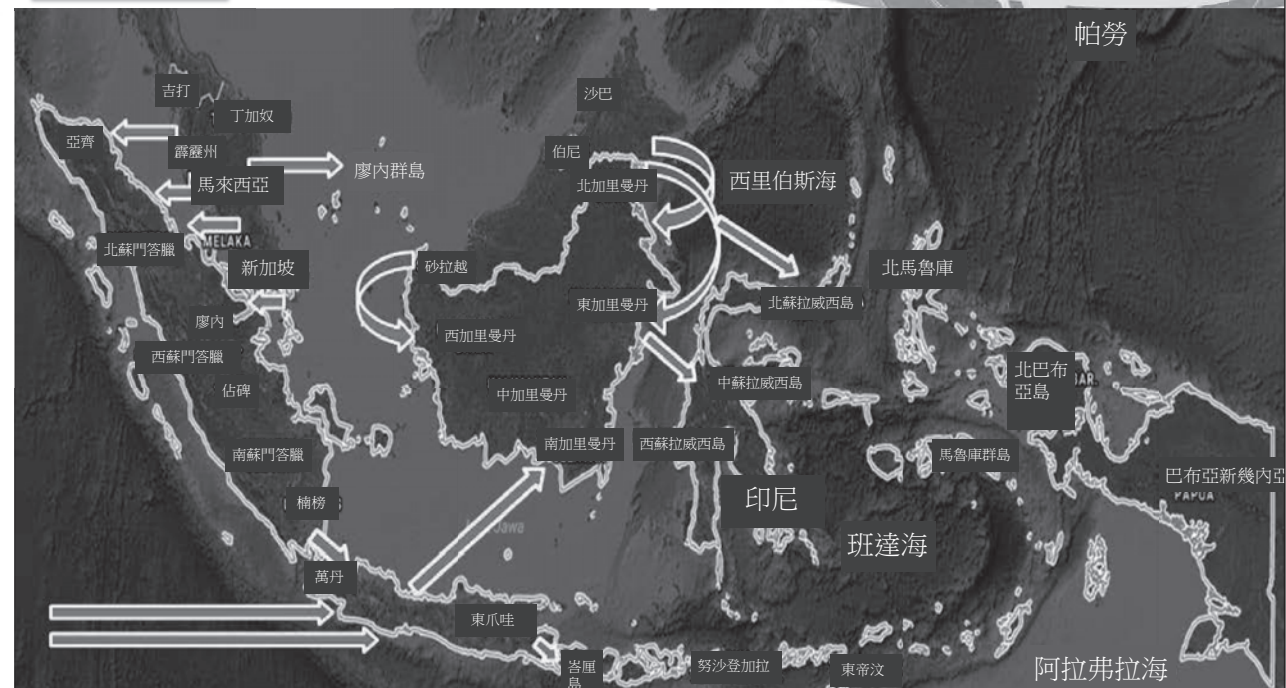 帕勞
吉打
沙巴
丁加奴
亞齊
霹靂州
伯尼
廖內群島
馬來西亞
北加里曼丹
西里伯斯海
MELAKA
北蘇門答臘
新加坡
砂拉越
北馬魯庫
東加里曼丹
北蘇拉威西島
廖內
西加里曼丹
西蘇門答臘
佔碑
中加里曼丹
中蘇拉威西島
北巴布
亞島
BAR.
南加里曼丹
西蘇拉威西島
南蘇門答臘
馬魯庫群島
巴布亞新幾內亞
PAPUA
楠榜
印尼
Jawa
班達海
萬丹
東爪哇
峇厘
島
努沙登加拉
東帝汶
阿拉弗拉海